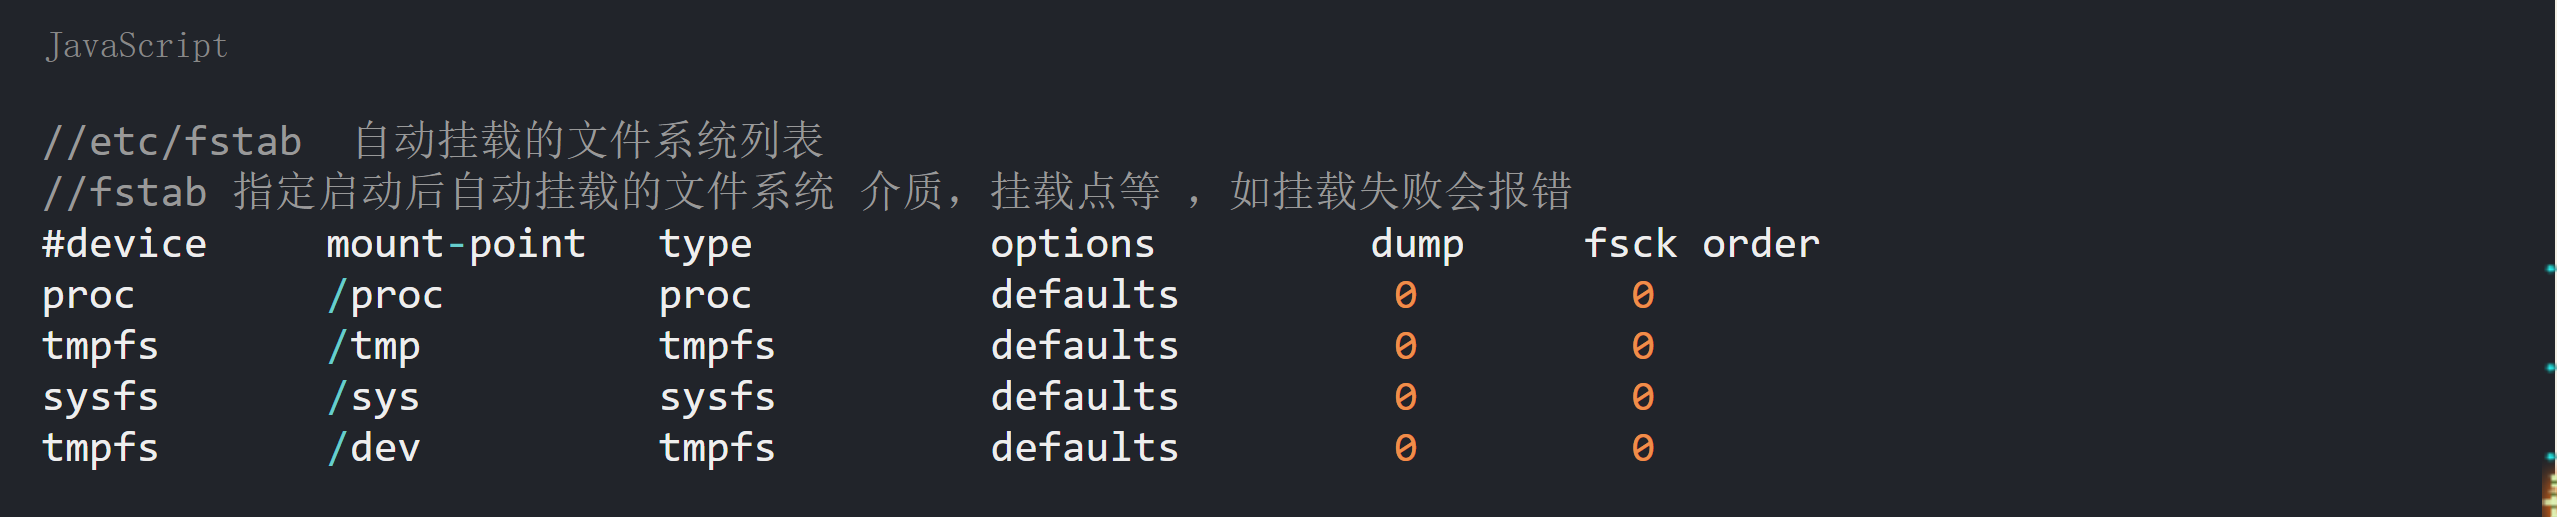 JavaScript
//etc/fstab  自动挂载的文件系统列表
//fstab 指定启动后自动挂载的文件系统 介质，挂载点等 ，如挂载失败会报错
#device     mount-point   type          options         dump     fsck order
proc        /proc         proc          defaults         0         0
tmpfs       /tmp          tmpfs         defaults         0         0
sysfs       /sys          sysfs         defaults         0         0
tmpfs       /dev          tmpfs         defaults         0         0